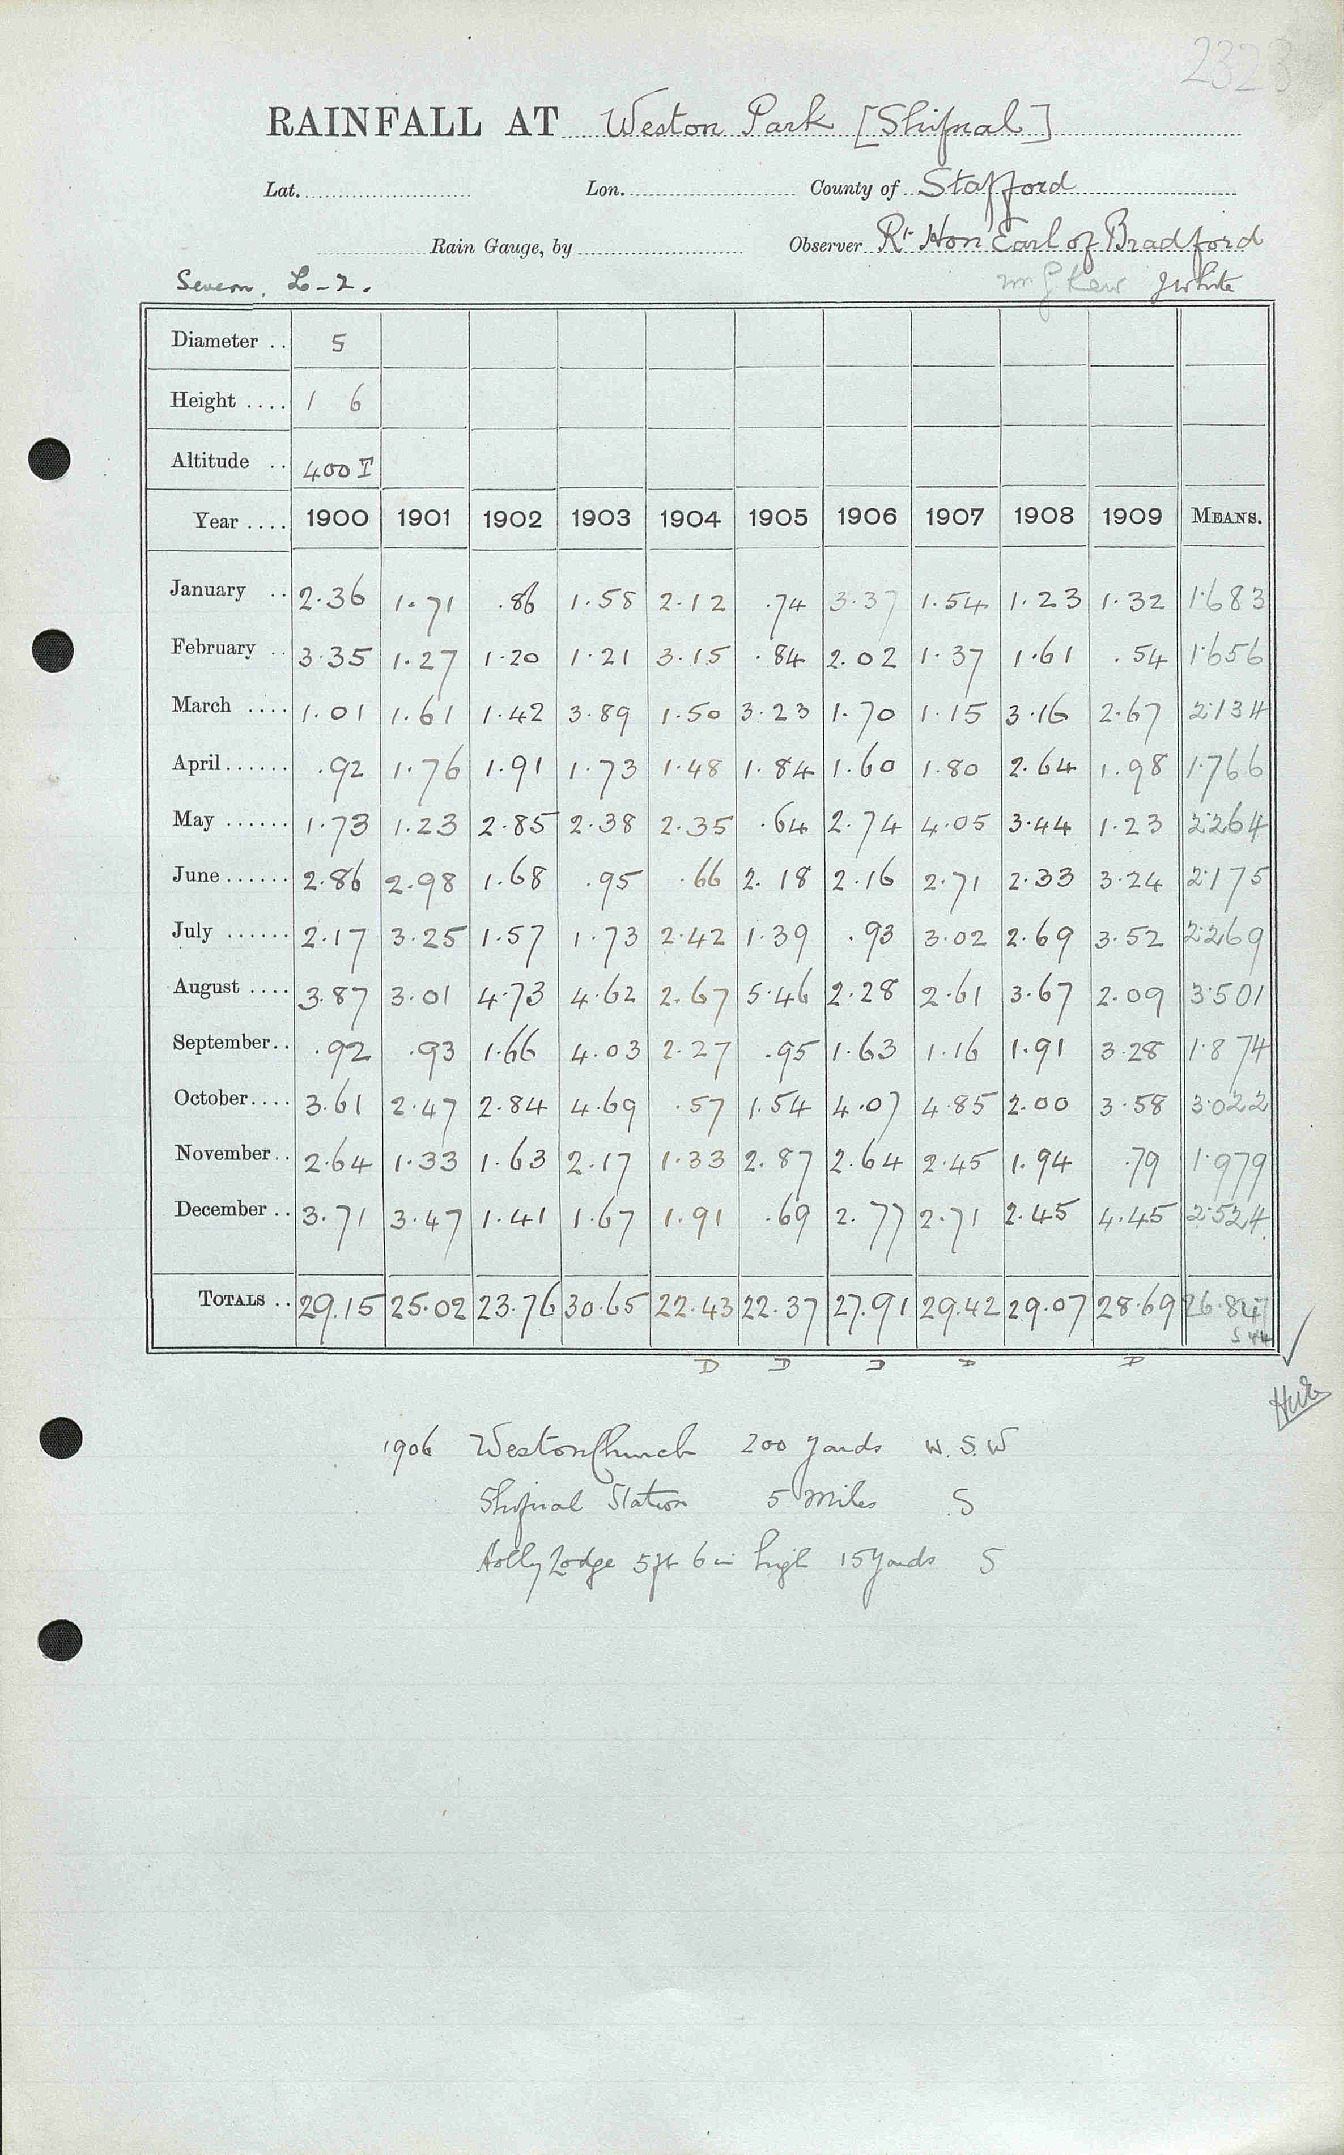 2323
RAINFALL AT Weston Park [Shifnal]
Lat. Lon. County of Stafford
Rain Gauge, by Observer Rt Hon Earl of Bradford
Severn. L-2. J White
Diameter .. 5
Height .... 1 6
Altitude .. 400 T
Year .... 1900 1901 1902 1903 1904 1905 1906 1907 1908 1909 MEANS.
January .. 2.36 1.71 .86 1.58 2.12 .74 3.37 1.54 1.23 1.32 1.683
February .. 3.35 1.27 1.20 1.21 3.15 .84 2.02 1.37 1.61 .54 1.656
March .... 1.01 1.61 1.42 3.89 1.50 3.23 1.70 1.15 3.16 2.67 2.134
April ...... .92 1.76 1.91 1.73 1.48 1.84 1.60 1.80 2.64 1.98 1.766
May ...... 1.73 1.23 2.85 2.38 2.35 .64 2.74 4.05 3.44 1.23 2.264
June ...... 2.86 2.98 1.68 .95 .66 2.18 2.16 2.71 2.33 3.24 2.175
July ...... 2.17 3.25 1.57 1.73 2.42 1.39 .93 3.02 2.69 3.52 2.269
August .... 3.87 3.01 4.73 4.62 2.67 5.46 2.28 2.61 3.67 2.09 3.501
September.. .92 .93 1.66 4.03 2.27 .95 1.63 1.16 1.91 3.28 1.874
October.... 3.61 2.47 2.84 4.69 .57 1.54 4.07 4.85 2.00 3.58 3.022
November.. 2.64 1.33 1.63 2.17 1.33 2.87 2.64 2.45 1.94 .79 1.979
December .. 3.71 3.47 1.41 1.67 1.91 .69 2.77 2.71 2.45 4.45 2.524
TOTALS .. 29.15 25.02 23.76 30.65 22.43 22.37 27.91 29.42 29.07 28.69 26.847
D D D D D
1906 Weston Church 200 yards W.S.W
Shifnal Station 5 Miles S
Holly Lodge 5ft 6in high 15 Yards S